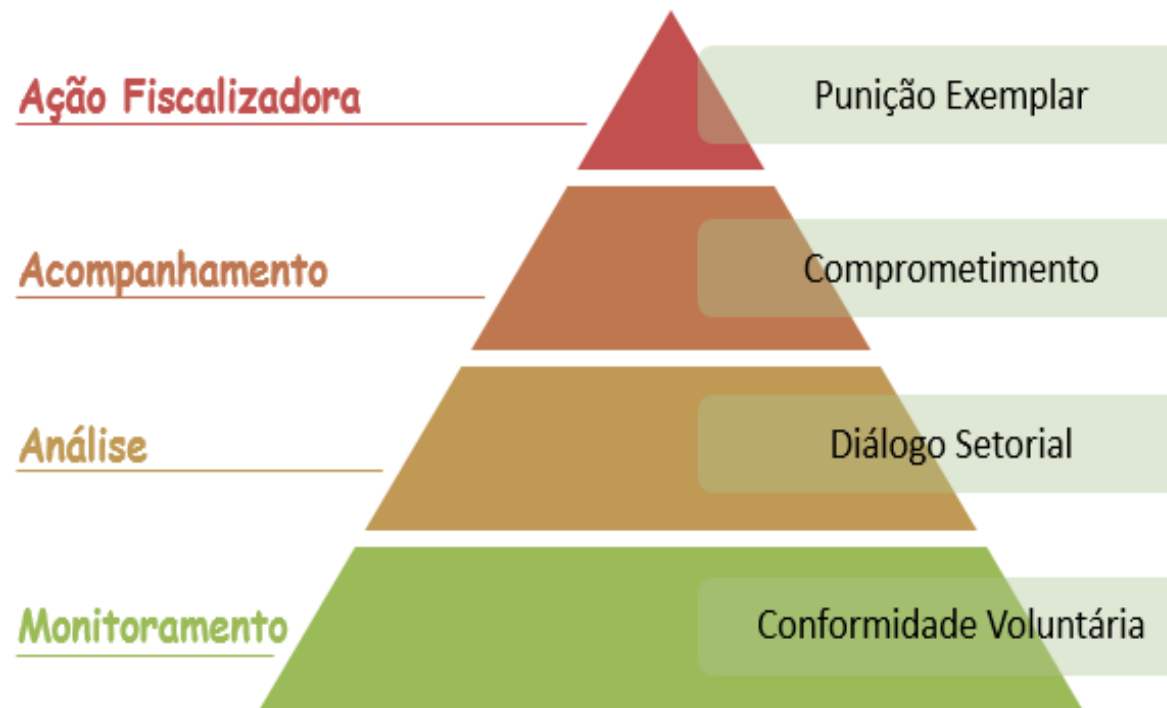 Ação Fiscalizadora
Punição Exemplar
Acompanhamento
Comprometimento
Análise
Diálogo Setorial
Monitoramento
Conformidade Voluntária